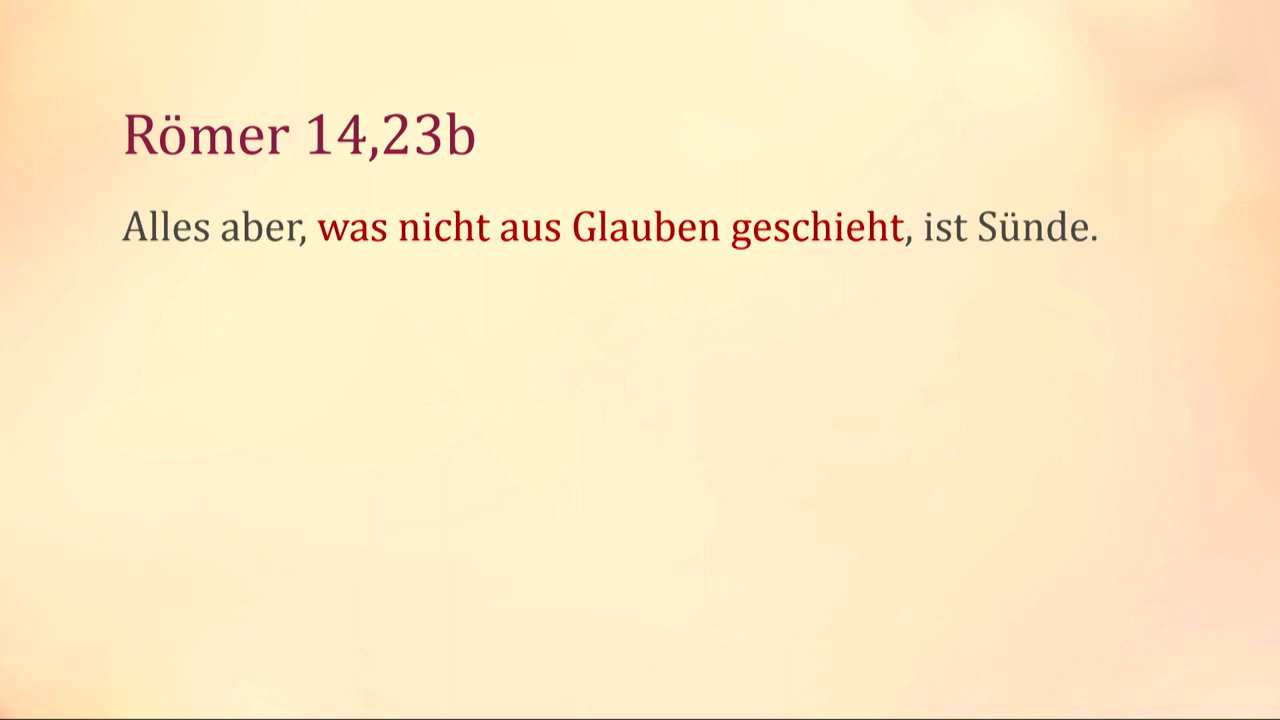 Römer 14,23b
Alles aber, was nicht aus Glauben geschieht, ist Sünde.